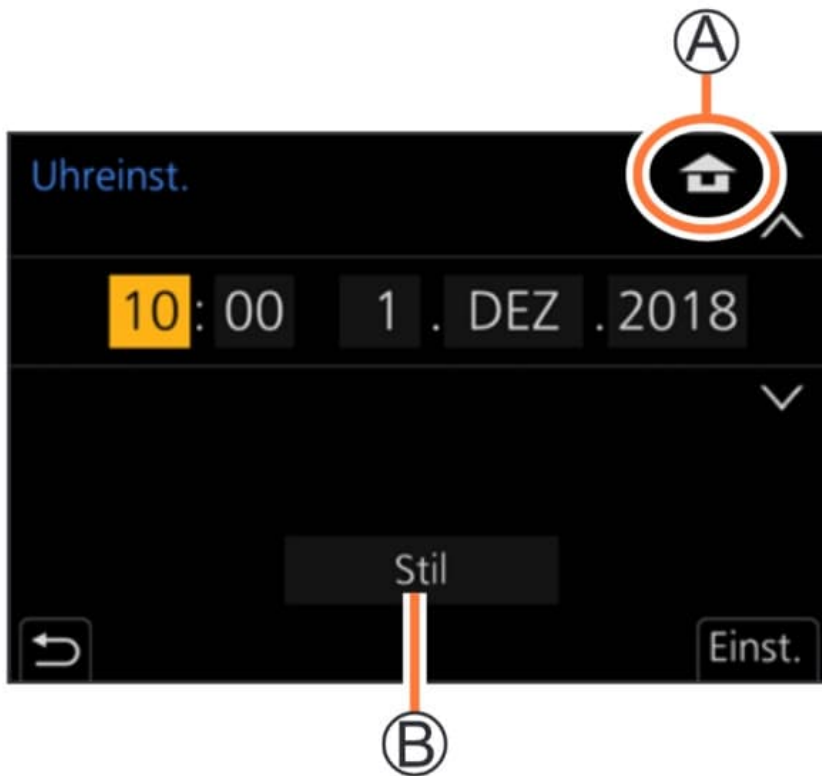 Ⓐ
Uhreinst.
10 : 00 1 . DEZ . 2018
Stil
Einst.
Ⓑ